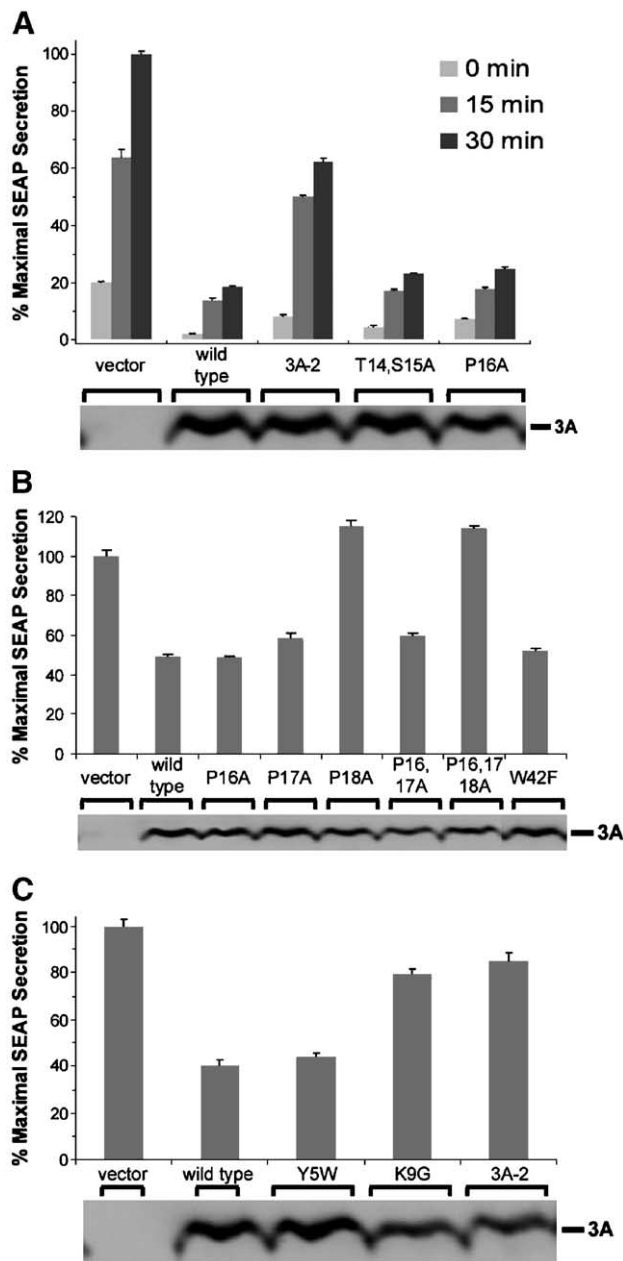 A
% Maximal SEAP Secretion
100
80
60
40
20
0
0 min
15 min
30 min
vector
wild type
3A-2
T14,S15A
P16A
3A
B
% Maximal SEAP Secretion
120
100
80
60
40
20
0
vector
wild type
P16A
P17A
P18A
P16, 17A
P16,17 18A
W42F
3A
C
% Maximal SEAP Secretion
100
80
60
40
20
0
vector
wild type
Y5W
K9G
3A-2
3A